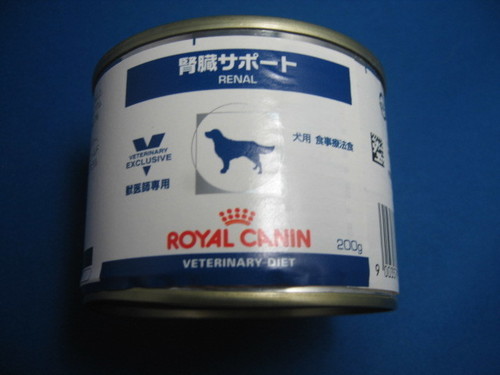 腎臓サポート
RENAL
VETERINARY
EXCLUSIVE
獣医師専用
犬用 食事療法食
ROYAL CANIN
200g
VETERINARY DIET